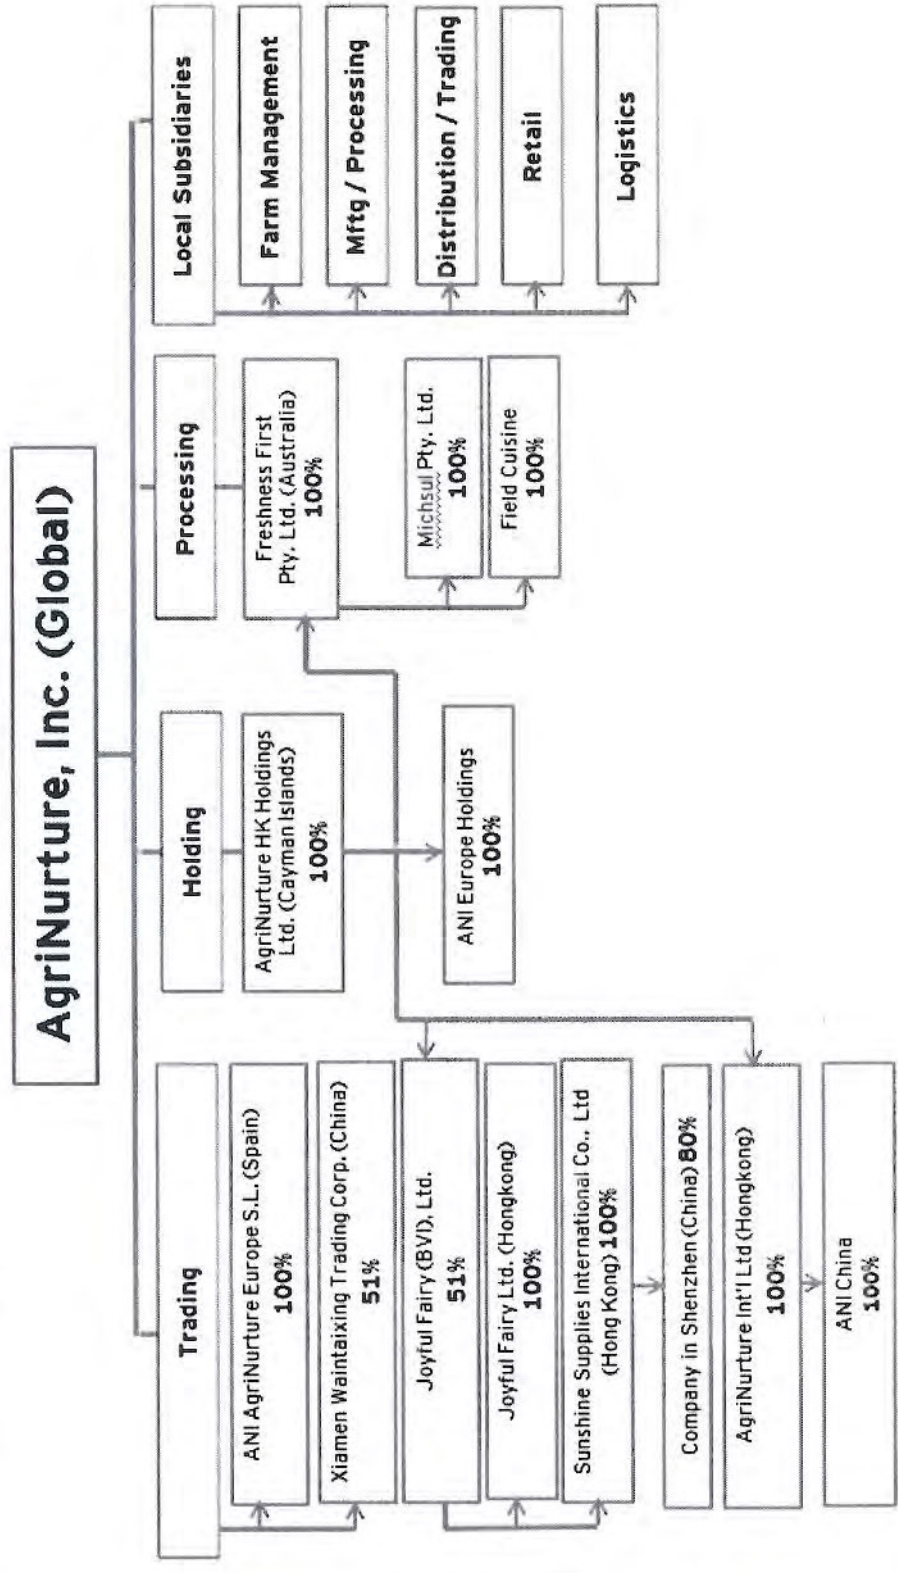 AgriNurture, Inc. (Global)
Trading
ANI AgriNurture Europe S.L. (Spain)
100%
Xiamen Waintaixing Trading Corp. (China)
51%
Joyful Fairy (BVI), Ltd.
51%
Joyful Fairy Ltd. (Hongkong)
100%
Sunshine Supplies International Co., Ltd
(Hong Kong) 100%
Company in Shenzhen (China) 80%
AgriNurture Int'l Ltd (Hongkong)
100%
ANI China
100%
Holding
AgriNurture HK Holdings
Ltd. (Cayman Islands)
100%
ANI Europe Holdings
100%
Processing
Freshness First
Pty. Ltd. (Australia)
100%
Michsul Pty. Ltd.
100%
Field Cuisine
100%
Local Subsidiaries
Farm Management
Mftg / Processing
Distribution / Trading
Retail
Logistics